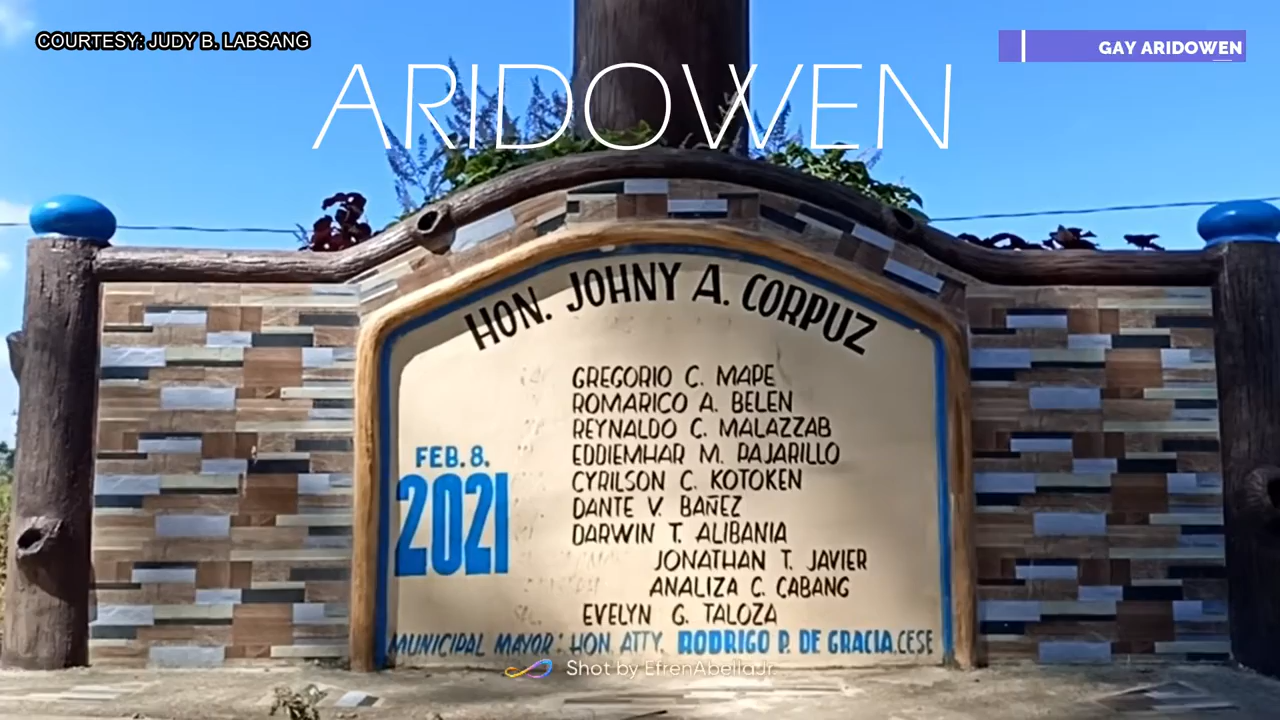 COURTESY: JUDY B. LABSANG
GAY ARIDOWEN
ARIDOWEN
HON. JOHNY A. CORPUZ
GREGORIO C. MAPE
ROMARICO A. BELEN
REYNALDO C. MALAZZAB
EDDIEMHAR M. PAJARILLO
CYRILSON C. KOTOKEN
DANTE V. BAÑEZ
DARWIN T. ALIBANIA
JONATHAN T. JAVIER
ANALIZA C. CABANG
EVELYN G. TALOZA
FEB. 8,
2021
MUNICIPAL MAYOR: HON. ATTY. RODRIGO P. DE GRACIA, CESE
Shot by EfrenAbellaJr.